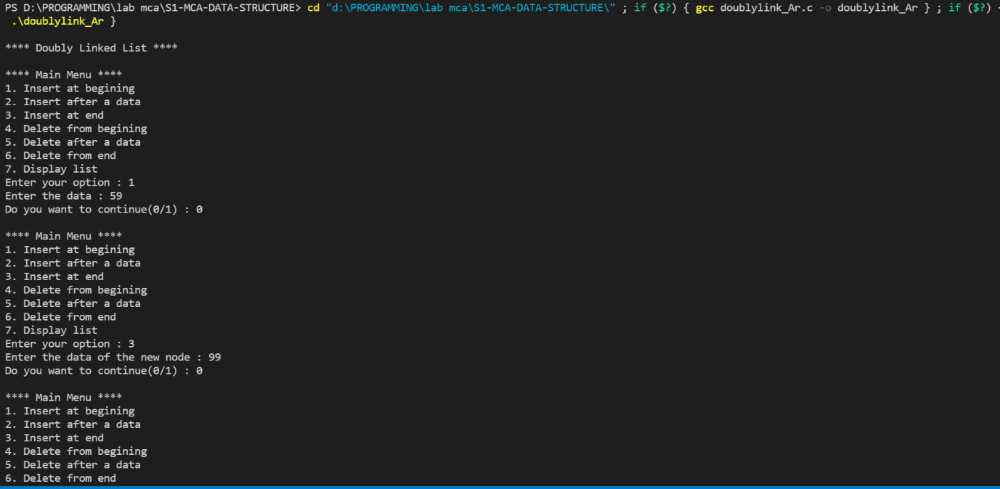 PS D:\PROGRAMMING\lab mca\S1-MCA-DATA-STRUCTURE> cd "d:\PROGRAMMING\lab mca\S1-MCA-DATA-STRUCTURE\" ; if ($?) { gcc doublylink_Ar.c -o doublylink_Ar } ; if ($?) {
.\doublylink_Ar }
**** Doubly Linked List ****
**** Main Menu ****
1. Insert at begining
2. Insert after a data
3. Insert at end
4. Delete from begining
5. Delete after a data
6. Delete from end
7. Display list
Enter your option : 1
Enter the data : 59
Do you want to continue(0/1) : 0
**** Main Menu ****
1. Insert at begining
2. Insert after a data
3. Insert at end
4. Delete from begining
5. Delete after a data
6. Delete from end
7. Display list
Enter your option : 3
Enter the data of the new node : 99
Do you want to continue(0/1) : 0
**** Main Menu ****
1. Insert at begining
2. Insert after a data
3. Insert at end
4. Delete from begining
5. Delete after a data
6. Delete from end